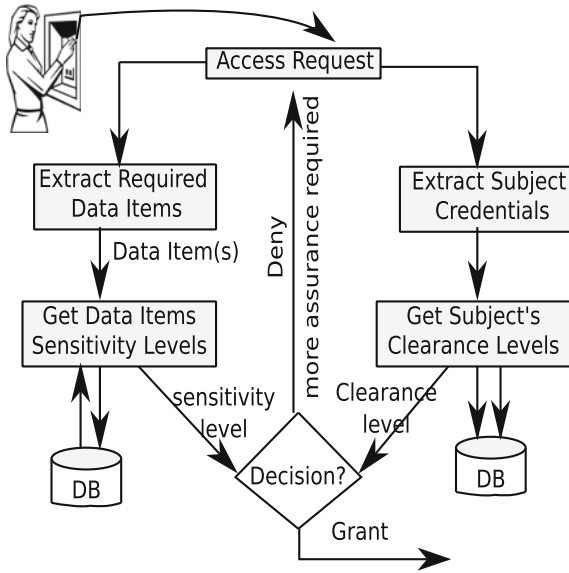 Access Request
Extract Required
Data Items
Extract Subject
Credentials
Data Item(s)
Deny
more assurance required
Get Data Items
Sensitivity Levels
Get Subject's
Clearance Levels
sensitivity
level
Clearance
level
DB
Decision?
DB
Grant